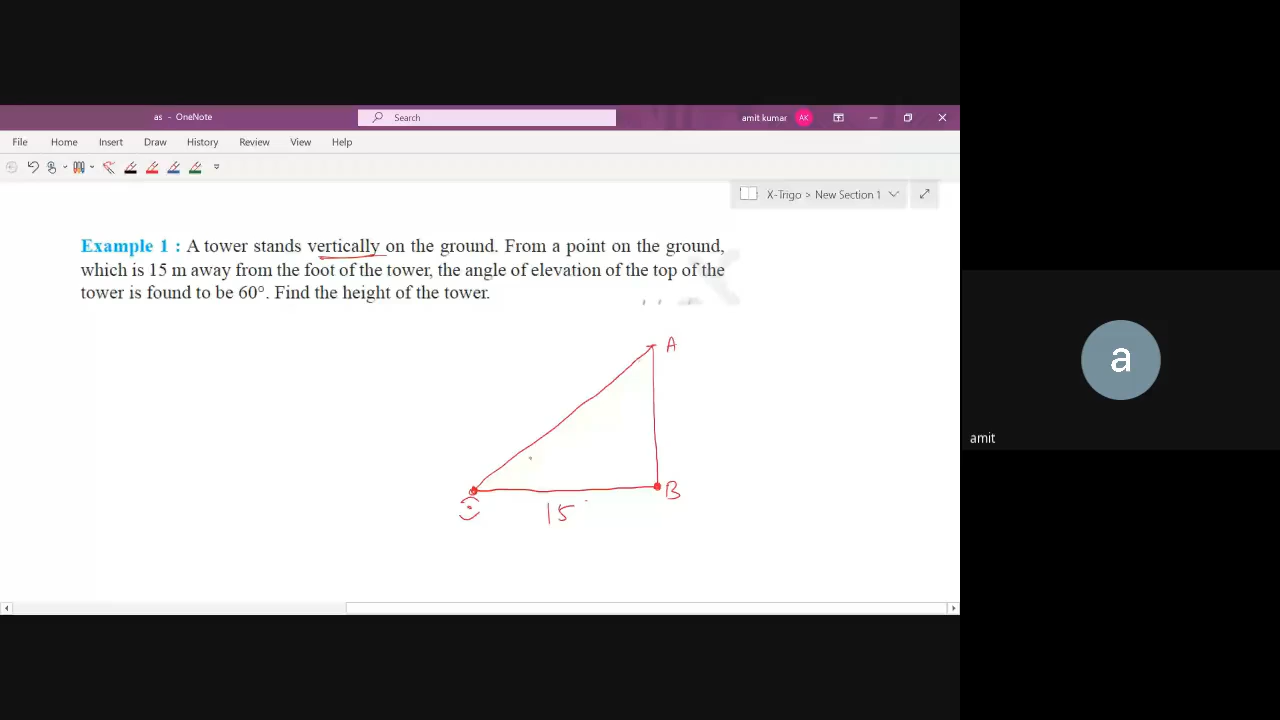 as - OneNote
Search
amit kumar AK
File Home Insert Draw History Review View Help
X-Trigo > New Section 1
Example 1 : A tower stands vertically on the ground. From a point on the ground,
which is 15 m away from the foot of the tower, the angle of elevation of the top of the
tower is found to be 60°. Find the height of the tower.
A
B
15
a
amit